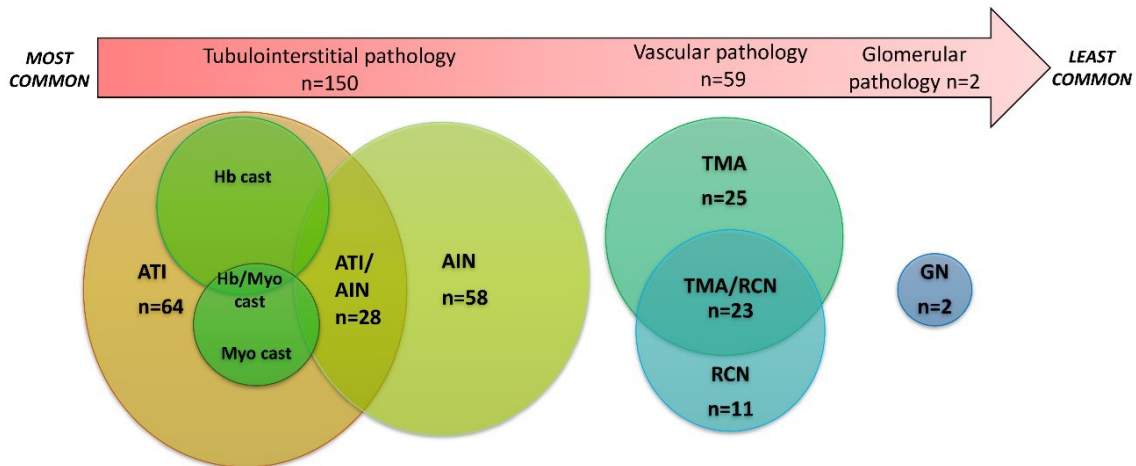 MOST
COMMON
Tubulointerstitial pathology
n=150
Vascular pathology
n=59
Glomerular
pathology n=2
LEAST
COMMON
Hb cast
ATI
n=64
Hb/Myo
cast
Myo cast
ATI/
AIN
n=28
AIN
n=58
TMA
n=25
TMA/RCN
n=23
RCN
n=11
GN
n=2